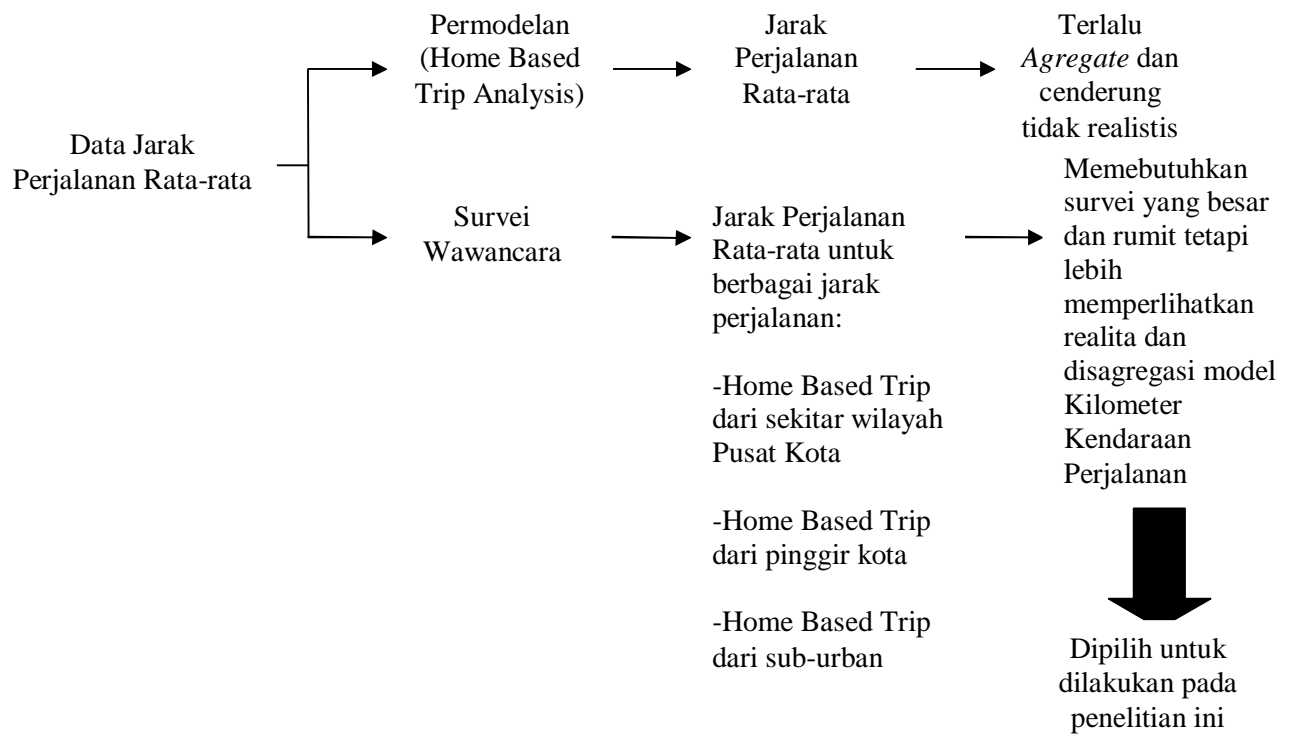 Data Jarak
Perjalanan Rata-rata
Permodelan
(Home Based
Trip Analysis)
Jarak
Perjalanan
Rata-rata
Terlalu
Agregate dan
cenderung
tidak realistis
Survei
Wawancara
Jarak Perjalanan
Rata-rata untuk
berbagai jarak
perjalanan:
-Home Based Trip
dari sekitar wilayah
Pusat Kota
-Home Based Trip
dari pinggir kota
-Home Based Trip
dari sub-urban
Memebutuhkan
survei yang besar
dan rumit tetapi
lebih
memperlihatkan
realita dan
disagregasi model
Kilometer
Kendaraan
Perjalanan
Dipilih untuk
dilakukan pada
penelitian ini